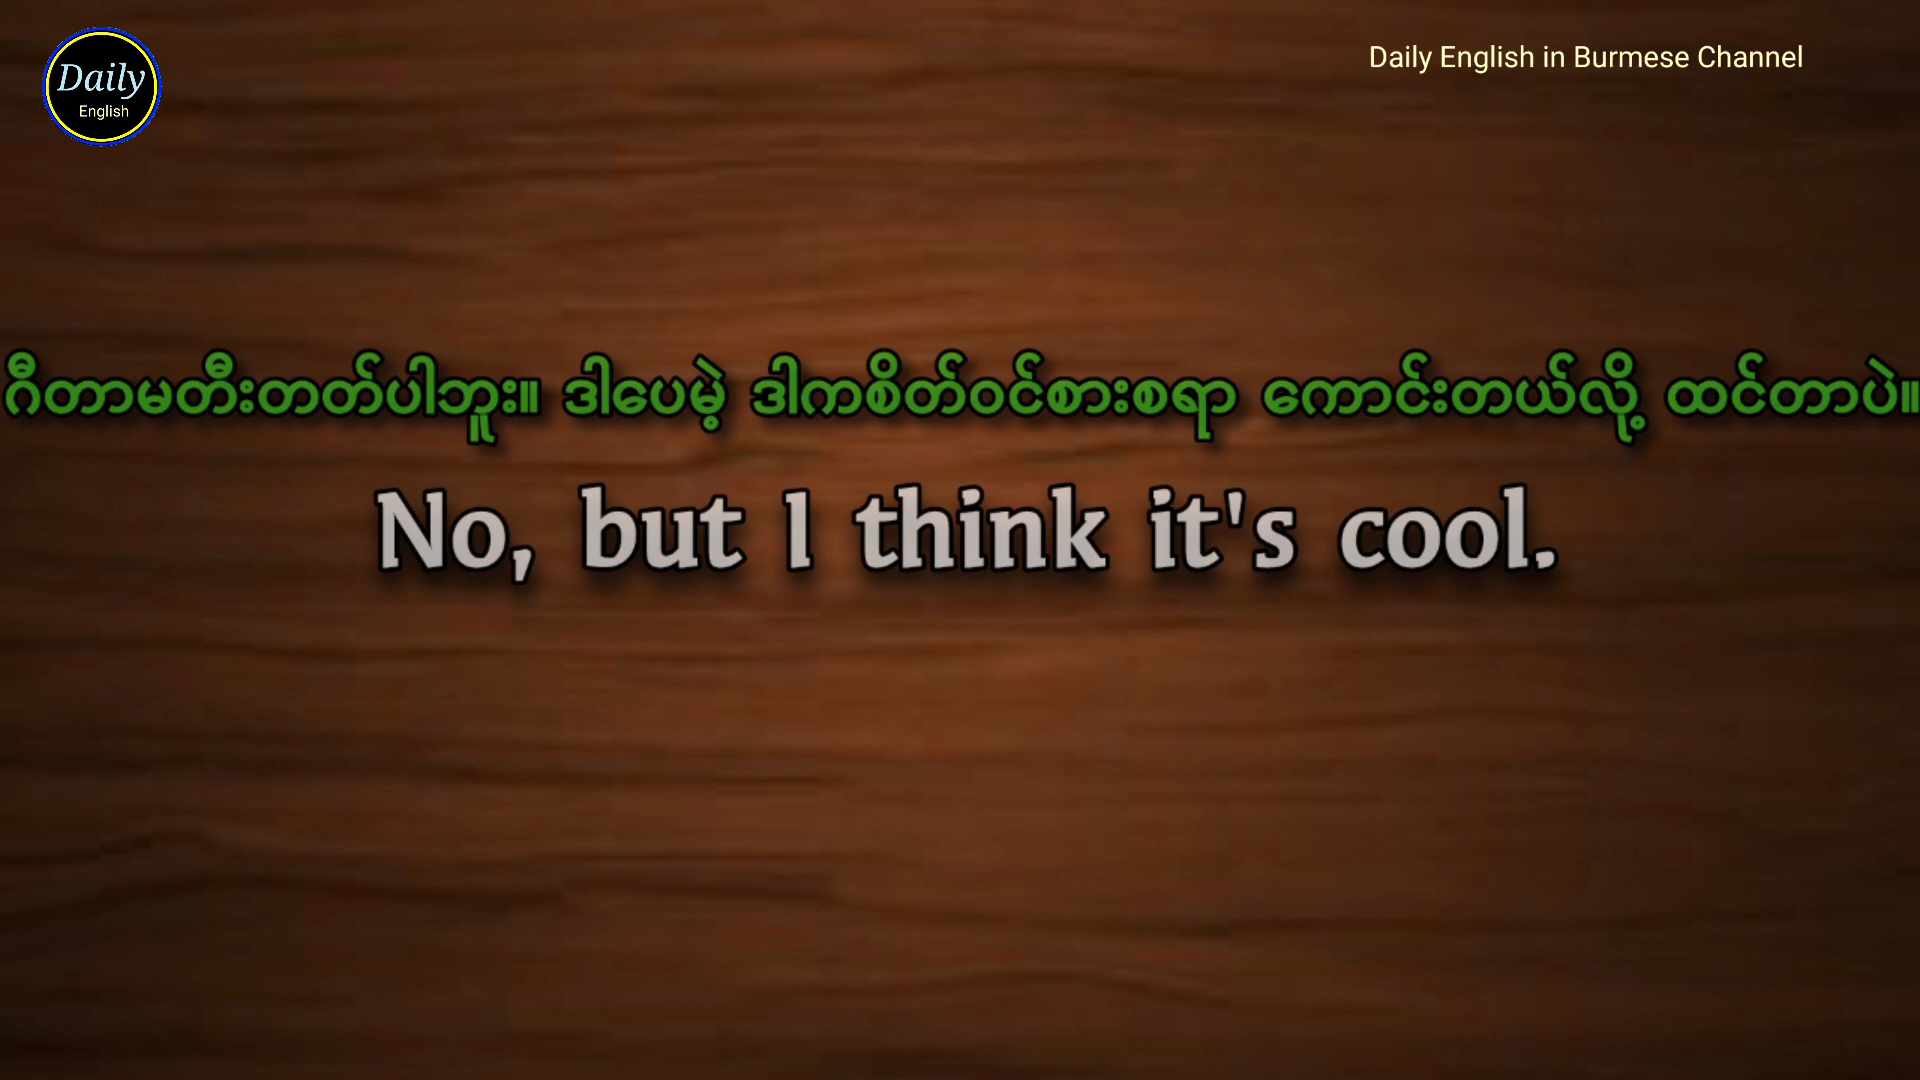 Daily
English
Daily English in Burmese Channel
ဂီတာမတီးတတ်ပါဘူး။ ဒါပေမဲ့ ဒါကစိတ်ဝင်စားစရာ ကောင်းတယ်လို့ ထင်တာပဲ။
No, but I think it's cool.